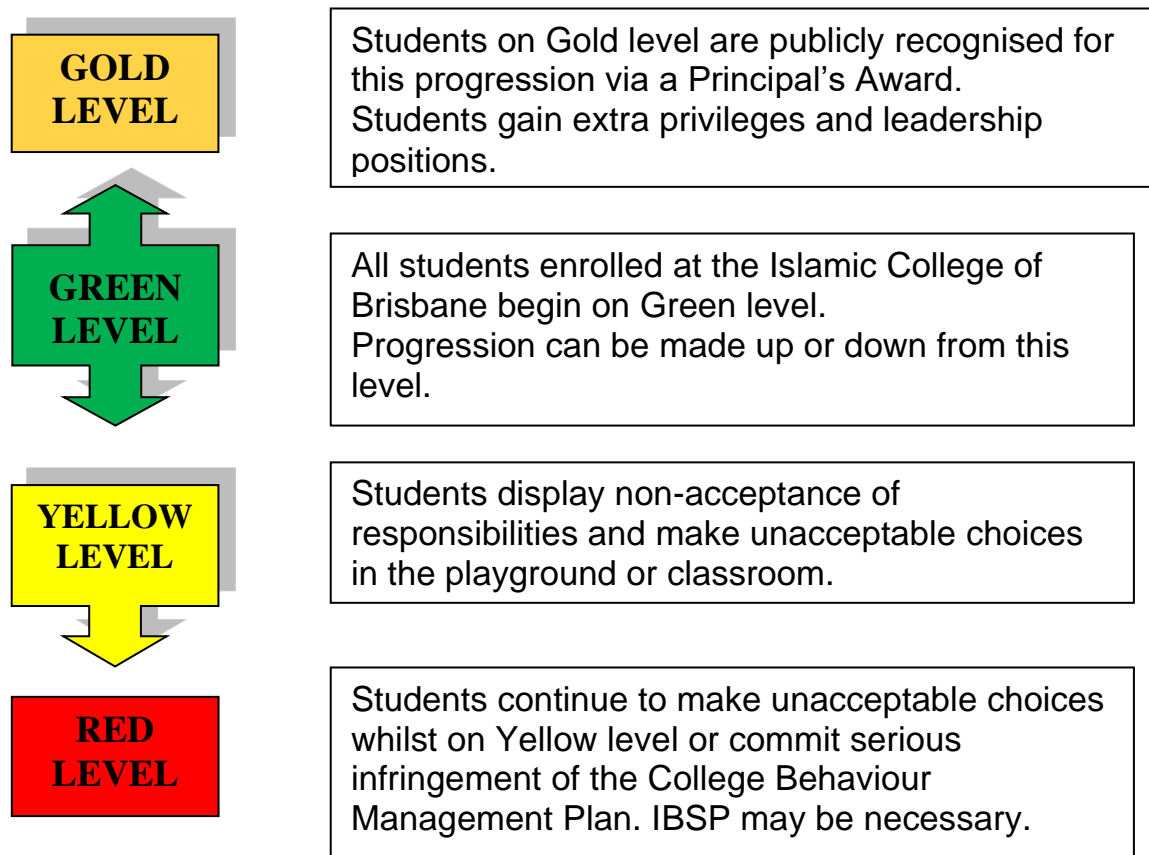 GOLD
LEVEL
Students on Gold level are publicly recognised for
this progression via a Principal's Award.
Students gain extra privileges and leadership
positions.
GREEN
LEVEL
All students enrolled at the Islamic College of
Brisbane begin on Green level.
Progression can be made up or down from this
level.
YELLOW
LEVEL
Students display non-acceptance of
responsibilities and make unacceptable choices
in the playground or classroom.
RED
LEVEL
Students continue to make unacceptable choices
whilst on Yellow level or commit serious
infringement of the College Behaviour
Management Plan. IBSP may be necessary.